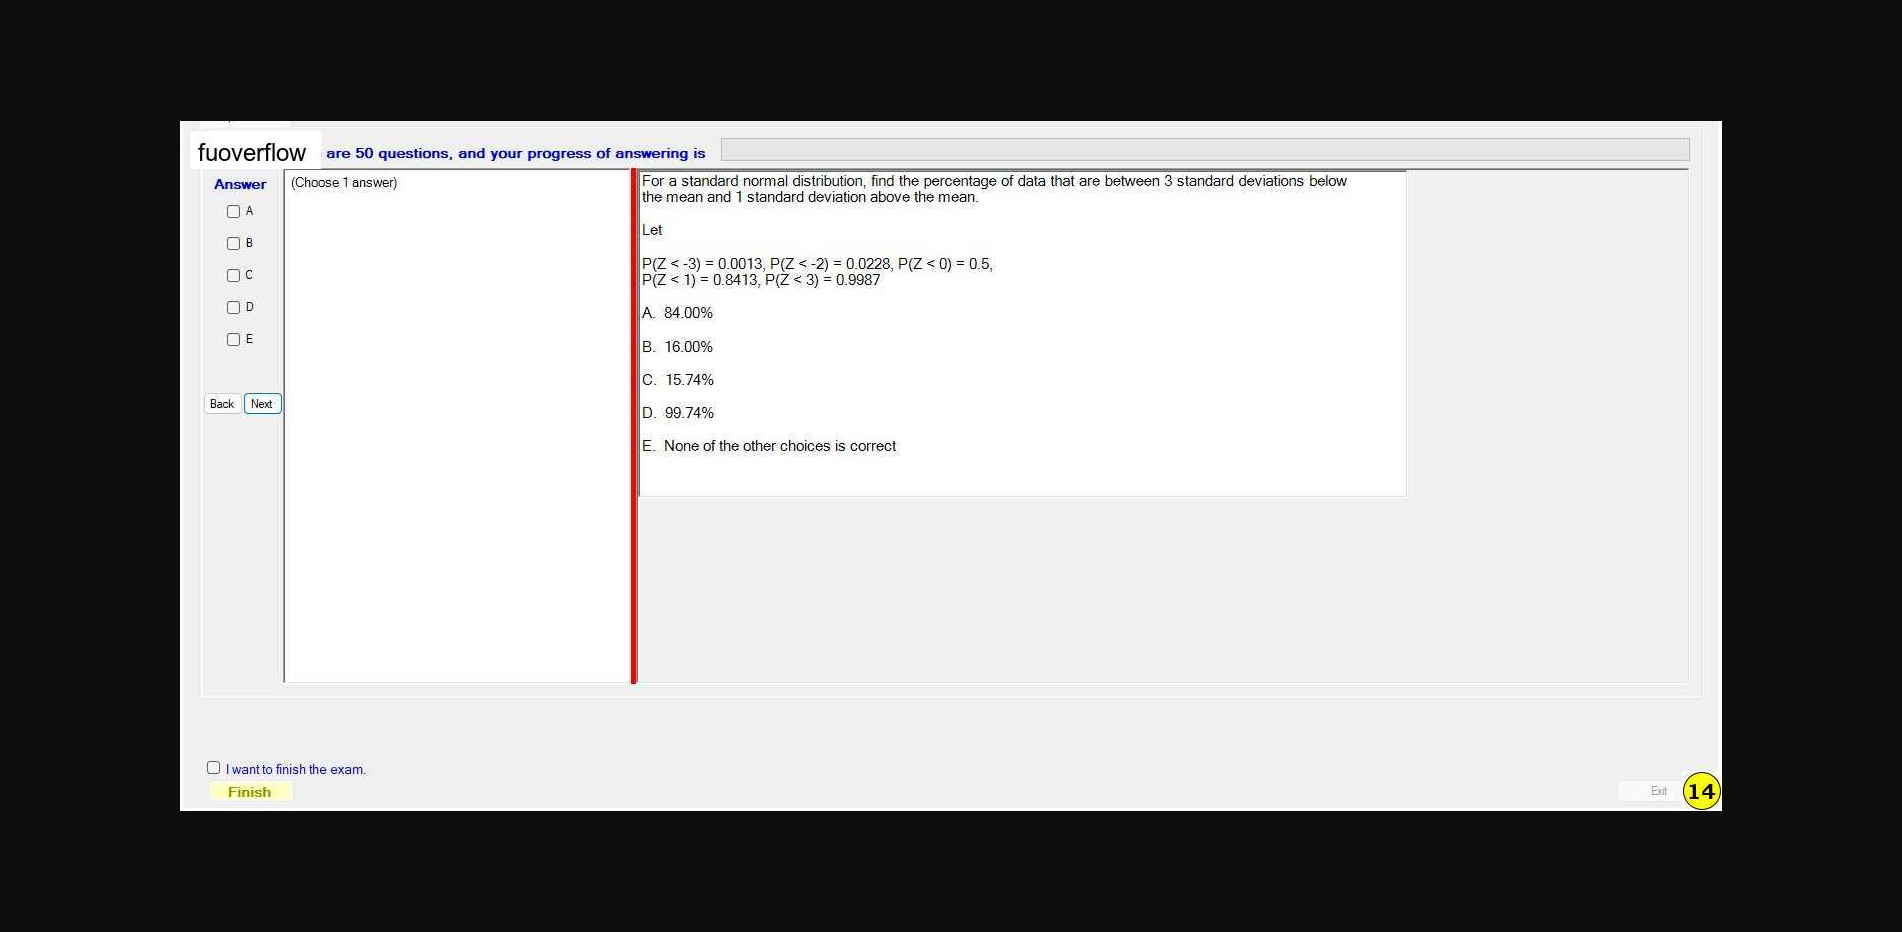 fuoverflow are 50 questions, and your progress of answering is
Answer
(Choose 1 answer)
A
B
C
D
E
Back Next
For a standard normal distribution, find the percentage of data that are between 3 standard deviations below
the mean and 1 standard deviation above the mean.
Let
P(Z < -3) = 0.0013, P(Z < -2) = 0.0228, P(Z < 0) = 0.5,
P(Z < 1) = 0.8413, P(Z < 3) = 0.9987
A. 84.00%
B. 16.00%
C. 15.74%
D. 99.74%
E. None of the other choices is correct
I want to finish the exam.
Finish
Exit
14